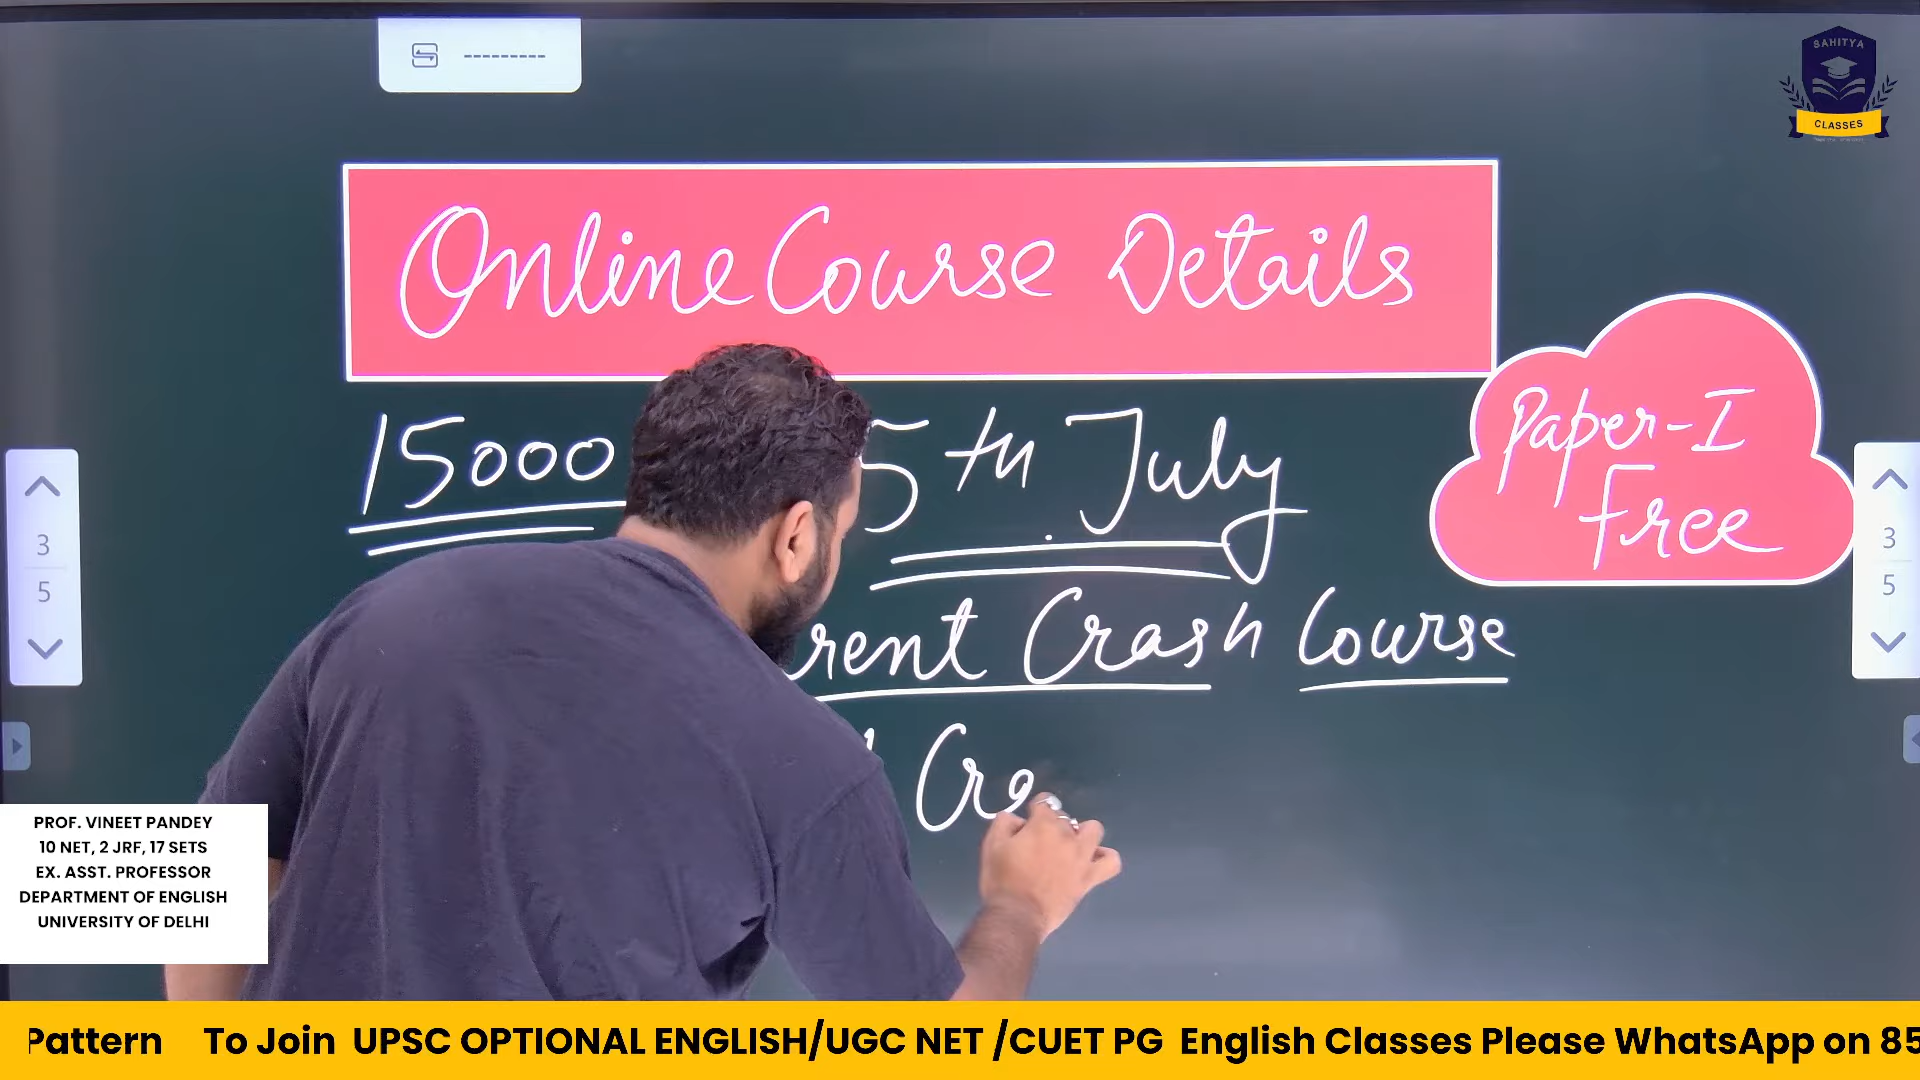 ---------
SAHITYA
CLASSES
Online Course Details
15000 5th July
Paper-I
Free
rent Crash Course
Cra
3
5
3
5
PROF. VINEET PANDEY
10 NET, 2 JRF, 17 SETS
EX. ASST. PROFESSOR
DEPARTMENT OF ENGLISH
UNIVERSITY OF DELHI
Pattern To Join UPSC OPTIONAL ENGLISH/UGC NET /CUET PG English Classes Please WhatsApp on 85